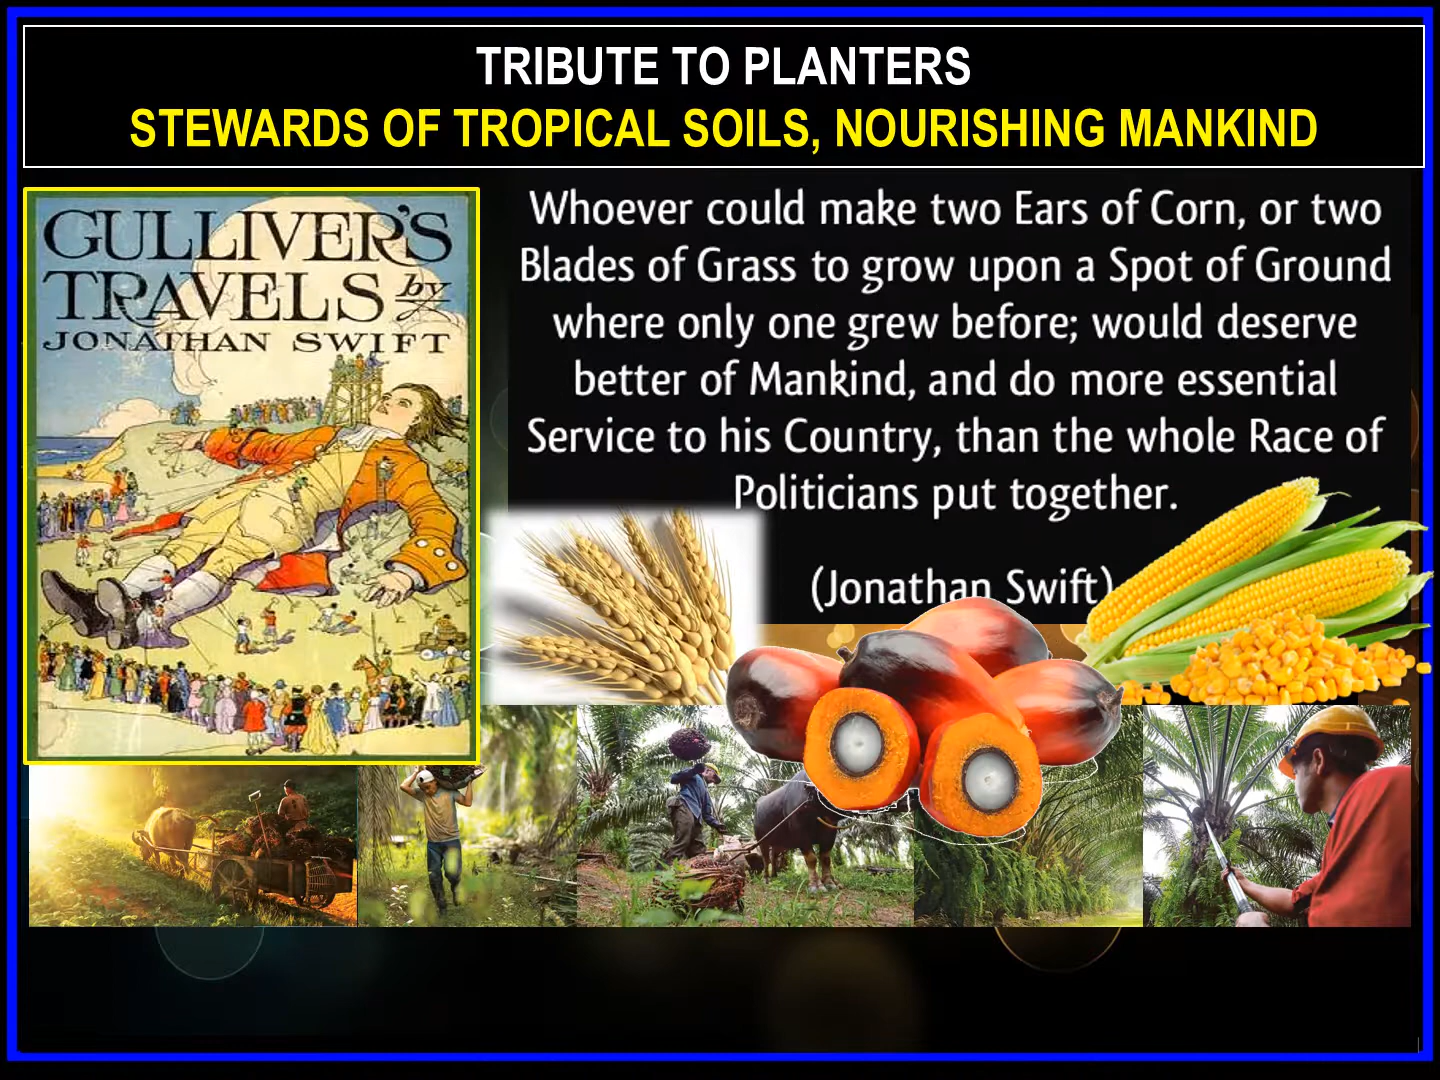 TRIBUTE TO PLANTERS
STEWARDS OF TROPICAL SOILS, NOURISHING MANKIND
GULLIVER'S
TRAVELS by
JONATHAN SWIFT
Whoever could make two Ears of Corn, or two
Blades of Grass to grow upon a Spot of Ground
where only one grew before; would deserve
better of Mankind, and do more essential
Service to his Country, than the whole Race of
Politicians put together.
(Jonathan Swift)